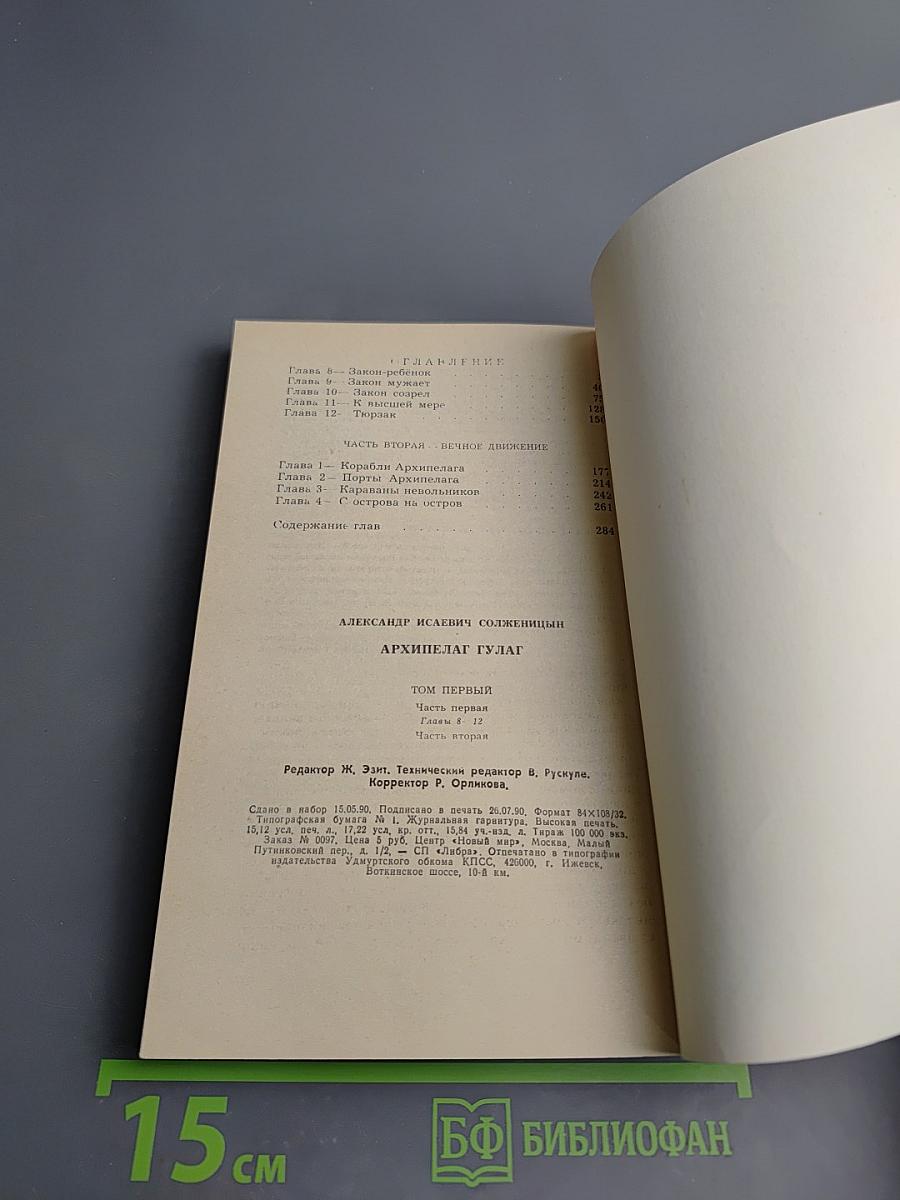 ОГЛАВЛЕНИЕ
Глава 8— Закон-ребёнок
Глава 9— Закон мужает
Глава 10— Закон созрел
Глава 11— К высшей мере 128
Глава 12— Тюрзак
ЧАСТЬ ВТОРАЯ — ВЕЧНОЕ ДВИЖЕНИЕ
Глава 1— Корабли Архипелага 177
Глава 2— Порты Архипелага 214
Глава 3— Караваны невольников 242
Глава 4— С острова на остров 261
Содержание глав 284
АЛЕКСАНДР ИСАЕВИЧ СОЛЖЕНИЦЫН
АРХИПЕЛАГ ГУЛАГ
ТОМ ПЕРВЫЙ
Часть первая
Главы 8— 12
Часть вторая
Редактор Ж. Эзит. Технический редактор В. Рускуле.
Корректор Р. Орликова.
Сдано в набор 15.05.90. Подписано в печать 26.07.90. Формат 84×108/32.
Типографская бумага № 1. Журнальная гарнитура. Высокая печать.
15,12 усл. печ. л., 17,22 усл. кр. отт., 15,84 уч.-изд. л. Тираж 100 000 экз.
Заказ № 0097. Цена 5 руб. Центр «Новый мир», Москва, Малый
Путинковский пер., д. 1/2. — СП «Либра». Отпечатано в типографии
издательства Удмуртского обкома КПСС, 426000, г. Ижевск,
Воткинское шоссе, 10-й км.
15 см
БФ БИБЛИОФАН